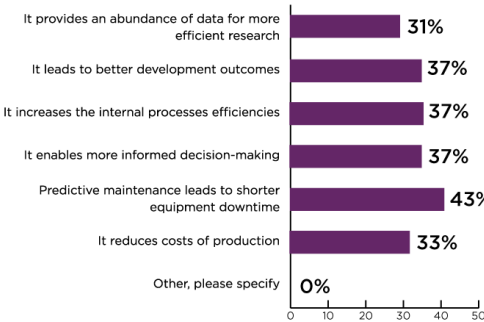 It provides an abundance of data for more
efficient research
31%
It leads to better development outcomes
37%
It increases the internal processes efficiencies
37%
It enables more informed decision-making
37%
Predictive maintenance leads to shorter
equipment downtime
43%
It reduces costs of production
33%
Other, please specify
0%
0 10 20 30 40 50